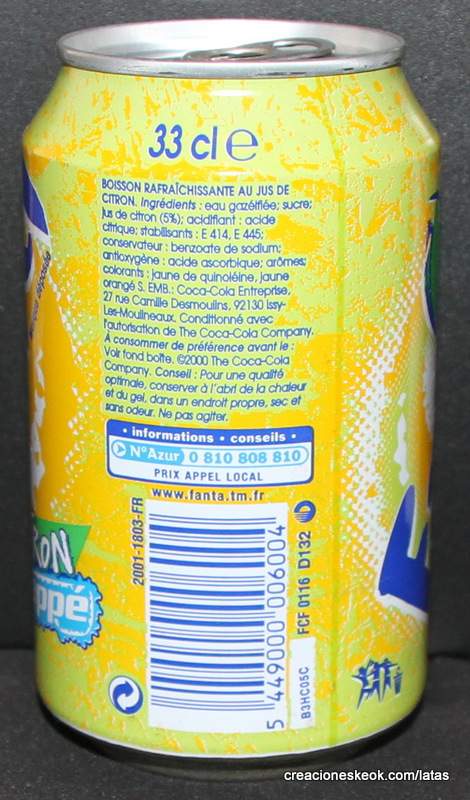 33 cl e
BOISSON RAFRAÎCHISSANTE AU JUS DE
CITRON. Ingrédients : eau gazéifiée; sucre;
jus de citron (5%); acidifiant : acide
citrique; stabilisants : E 414, E 445;
conservateur : benzoate de sodium;
antioxygène : acide ascorbique; arômes;
colorants : jaune de quinoléine, jaune
orangé S. EMB.: Coca-Cola Entreprise,
27 rue Camille Desmoulins, 92130 Issy-
Les-Moulineaux. Conditionné avec
l'autorisation de The Coca-Cola Company.
À consommer de préférence avant le :
Voir fond boîte. ©2000 The Coca-Cola
Company. Conseil : Pour une qualité
optimale, conserver à l'abri de la chaleur
et du gel, dans un endroit propre, sec et
sans odeur. Ne pas agiter.
• informations • conseils •
N°Azur 0 810 808 810
PRIX APPEL LOCAL
www.fanta.tm.fr
2001-1803-FR
5 449000 006004
FCF 0116 D132
B3HC05C
RON
ppé
creacioneskeok.com/latas